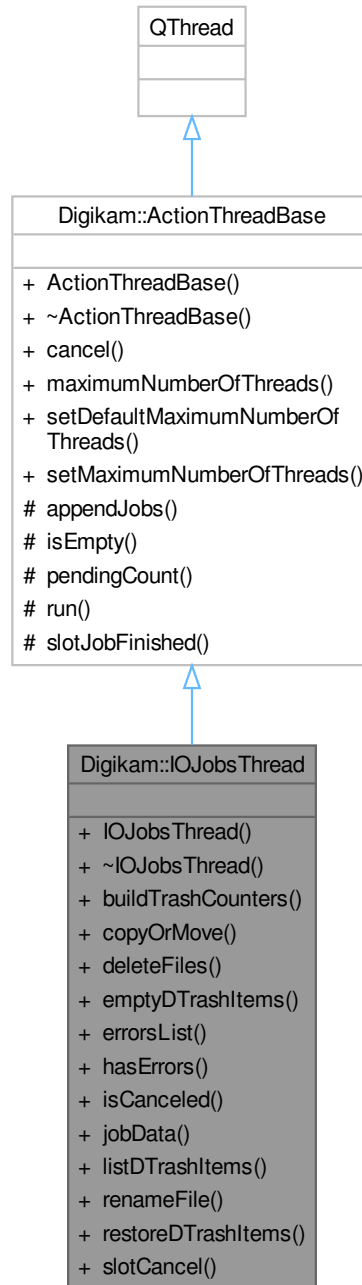 QThread
Digikam::ActionThreadBase
+ ActionThreadBase()
+ ~ActionThreadBase()
+ cancel()
+ maximumNumberOfThreads()
+ setDefaultMaximumNumberOf
Threads()
+ setMaximumNumberOfThreads()
# appendJobs()
# isEmpty()
# pendingCount()
# run()
# slotJobFinished()
Digikam::IOJobsThread
+ IOJobsThread()
+ ~IOJobsThread()
+ buildTrashCounters()
+ copyOrMove()
+ deleteFiles()
+ emptyDTrashItems()
+ errorsList()
+ hasErrors()
+ isCanceled()
+ jobData()
+ listDTrashItems()
+ renameFile()
+ restoreDTrashItems()
+ slotCancel()